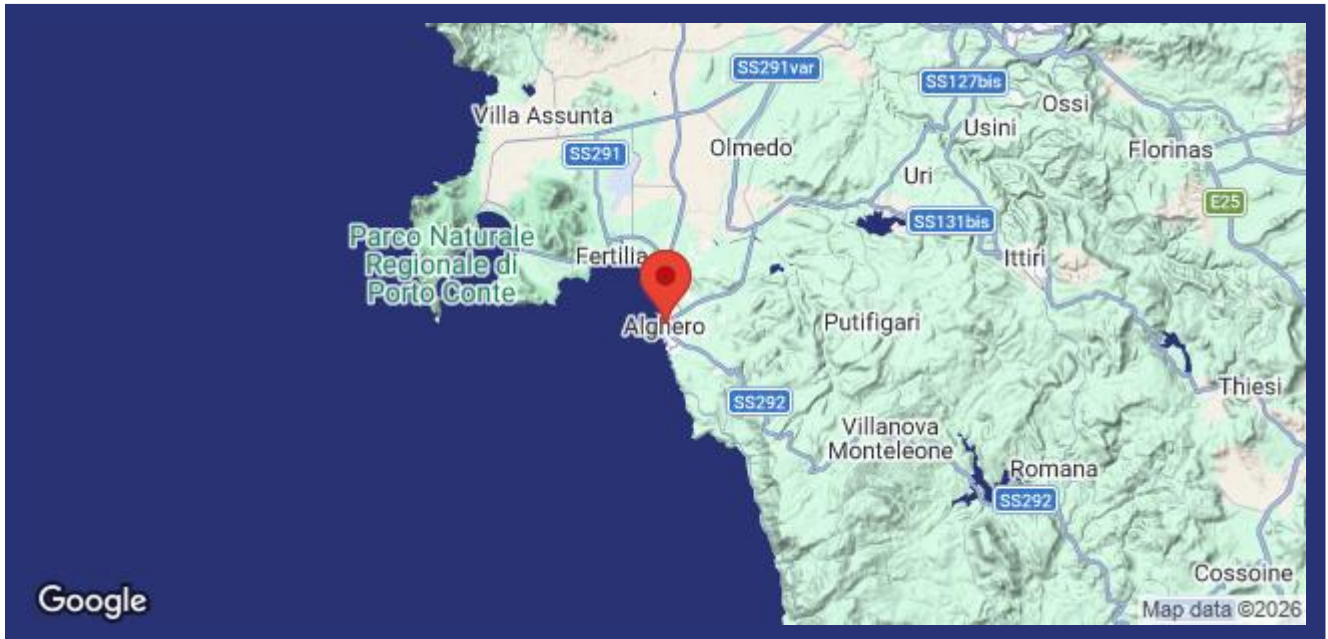 SS291var
SS127bis
Ossi
Villa Assunta
Usini
Olmedo
Florinas
SS291
Uri
E25
SS131bis
Parco Naturale
Regionale di
Porto Conte
Fertilia
Ittiri
Alghero
Putifigari
Thiesi
SS292
Villanova
Monteleone
Romana
SS292
Cossoine
Google
Map data ©2026